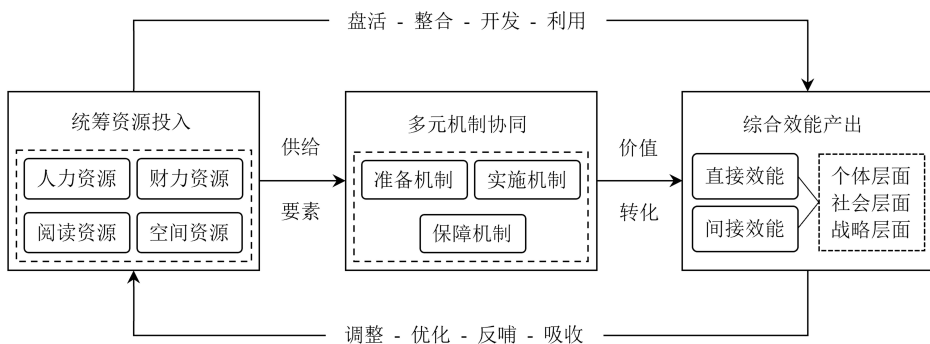 盘活 - 整合 - 开发 - 利用
统筹资源投入
人力资源 财力资源
阅读资源 空间资源
供给
要素
多元机制协同
准备机制 实施机制
保障机制
价值
转化
综合效能产出
直接效能
间接效能
个体层面
社会层面
战略层面
调整 - 优化 - 反哺 - 吸收